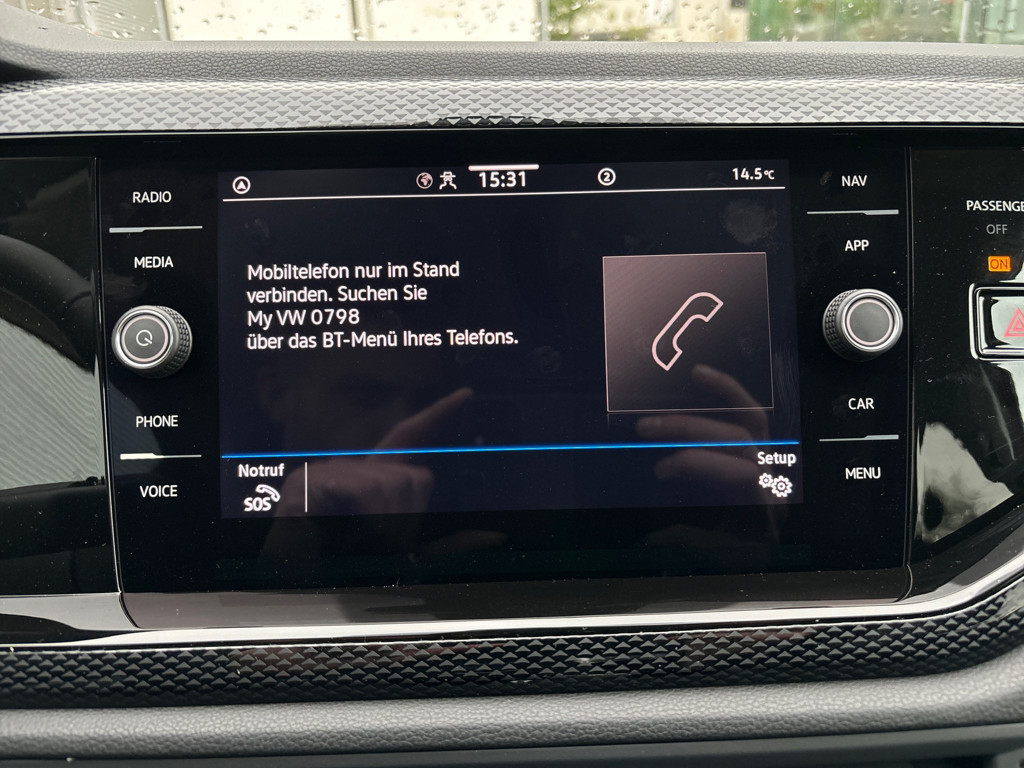 15:31
2
14.5°C
RADIO
MEDIA
PHONE
VOICE
Mobiltelefon nur im Stand
verbinden. Suchen Sie
My VW 0798
über das BT-Menü Ihres Telefons.
Notruf
SOS
Setup
NAV
APP
CAR
MENU
PASSENGE
OFF
ON